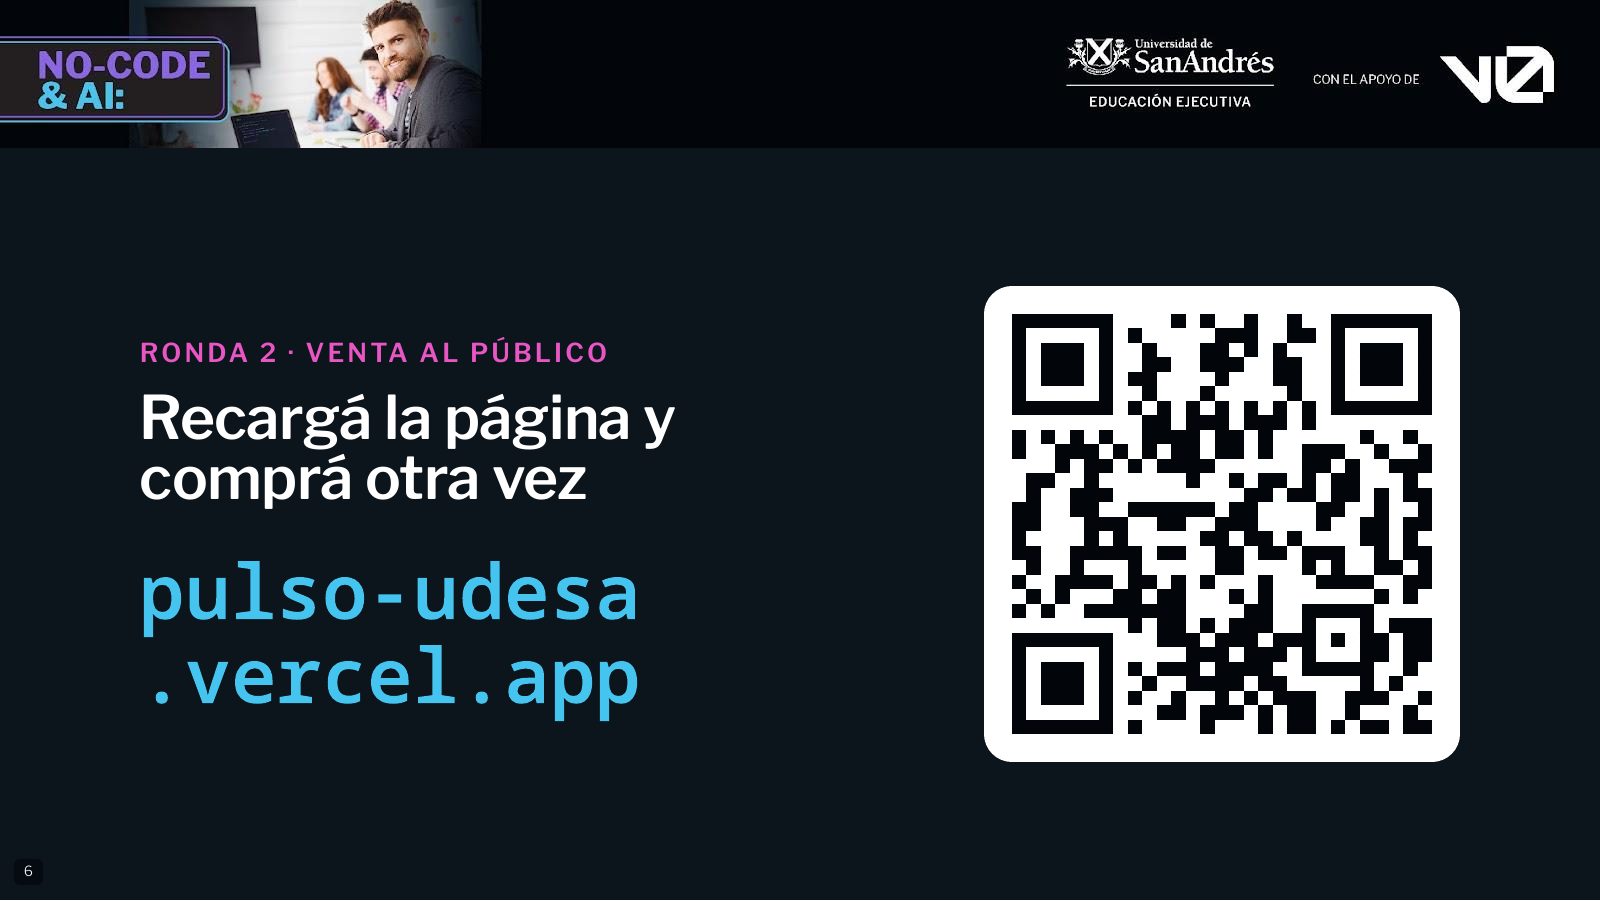 NO-CODE
& AI:
Universidad de
SanAndrés
EDUCACIÓN EJECUTIVA
CON EL APOYO DE
v0
RONDA 2 · VENTA AL PÚBLICO
Recargá la página y
comprá otra vez
pulso-udesa
.vercel.app
6